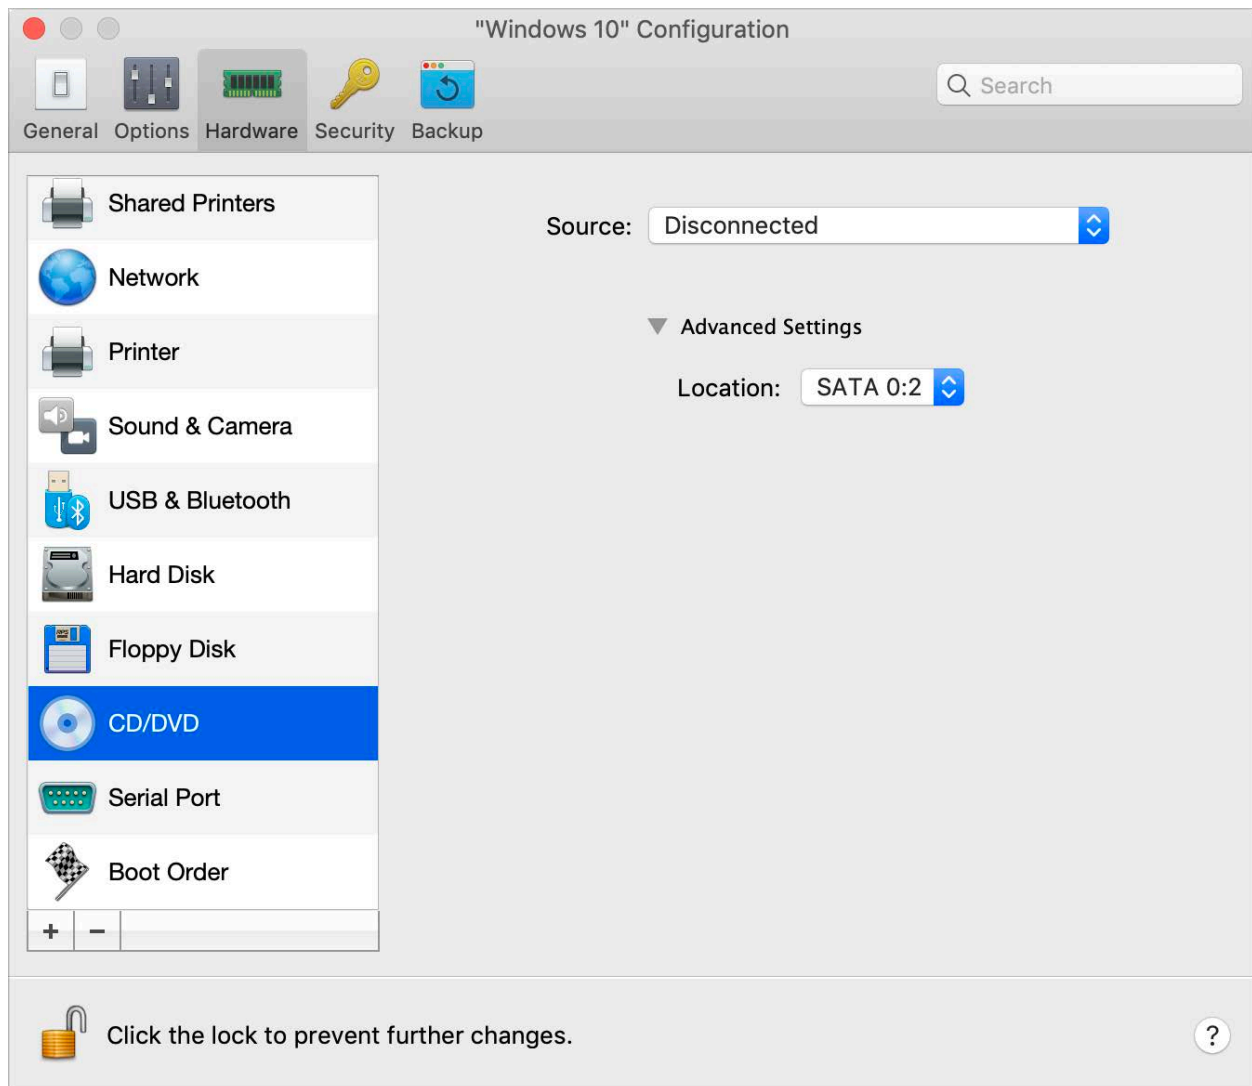 "Windows 10" Configuration
General Options Hardware Security Backup
Search
Shared Printers
Network
Printer
Sound & Camera
USB & Bluetooth
Hard Disk
Floppy Disk
CD/DVD
Serial Port
Boot Order
+ −
Source: Disconnected
Advanced Settings
Location: SATA 0:2
Click the lock to prevent further changes.
?